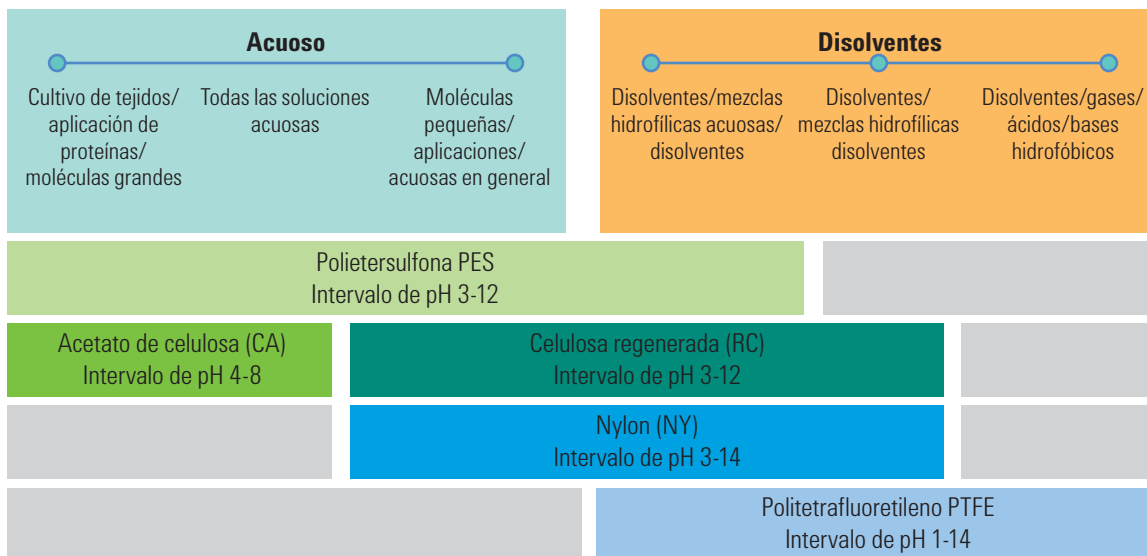 Acuoso
Cultivo de tejidos/
aplicación de
proteínas/
moléculas grandes
Todas las soluciones
acuosas
Moléculas
pequeñas/
aplicaciones/
acuosas en general
Disolventes
Disolventes/mezclas
hidrofílicas acuosas/
disolventes
Disolventes/
mezclas hidrofílicas
disolventes
Disolventes/gases/
ácidos/bases
hidrofóbicos
Polietersulfona PES
Intervalo de pH 3-12
Acetato de celulosa (CA)
Intervalo de pH 4-8
Celulosa regenerada (RC)
Intervalo de pH 3-12
Nylon (NY)
Intervalo de pH 3-14
Politetrafluoretileno PTFE
Intervalo de pH 1-14